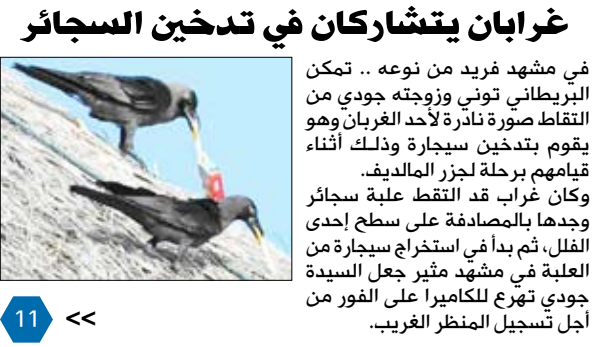 غرابان يتشاركان في تدخين السجائر
في مشهد فريد من نوعه .. تمكن
البريطاني توني وزوجته جودي من
التقاط صورة نادرة لأحد الغربان وهو
يقوم بتدخين سيجارة وذلك أثناء
قيامهم برحلة لجزر المالديف.
وكان غراب قد التقط علبة سجائر
وجدها بالمصادفة على سطح إحدى
الفلل، ثم بدأ في استخراج سيجارة من
العلبة في مشهد مثير جعل السيدة
جودي تهرع للكاميرا على الفور من
أجل تسجيل المنظر الغريب.
<< 11